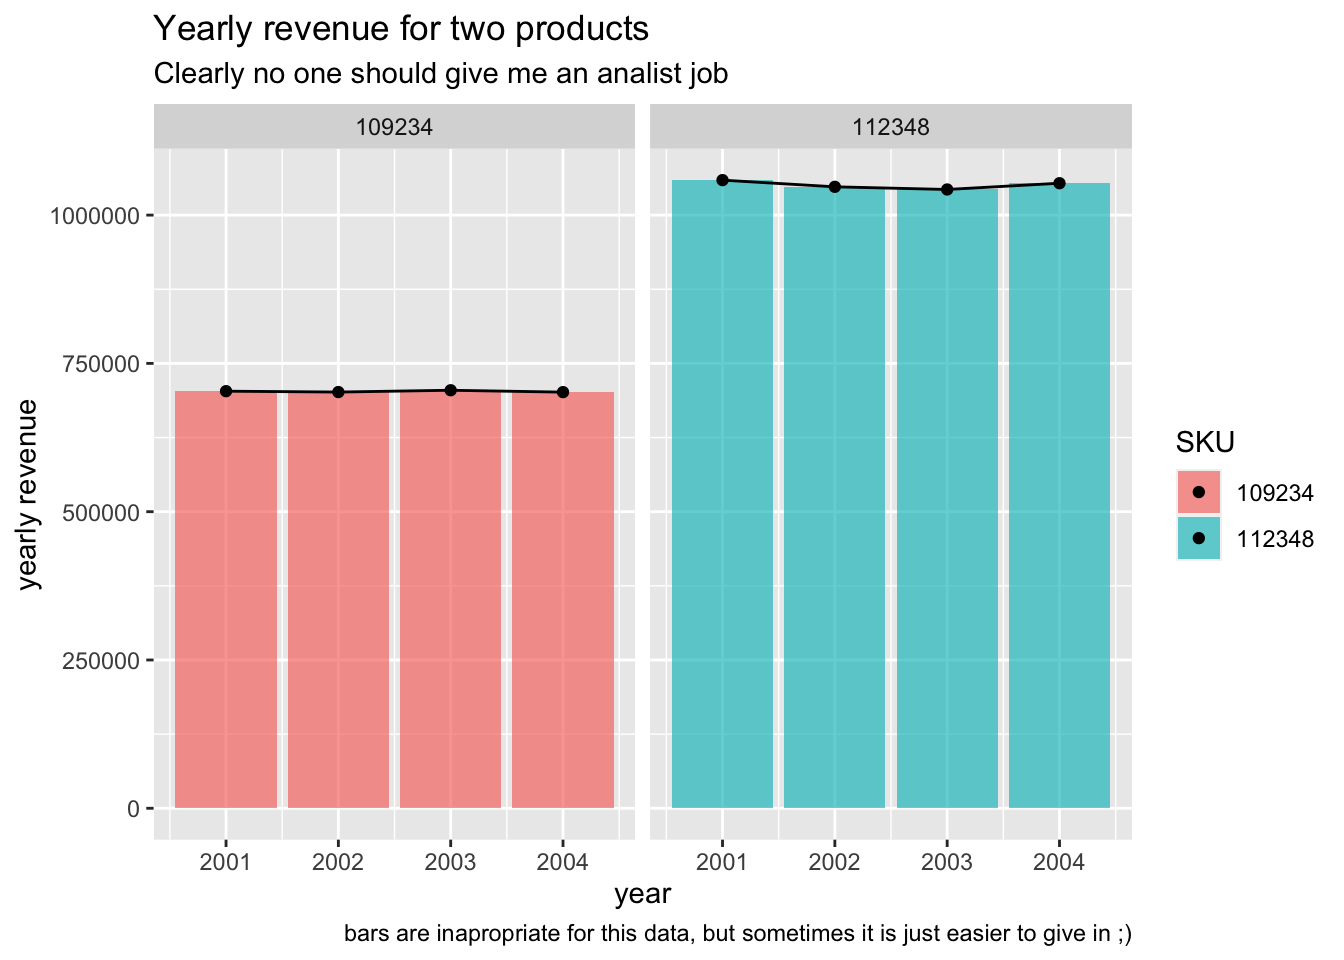 Yearly revenue for two products
Clearly no one should give me an analist job
109234
112348
1000000
750000
500000
250000
0
yearly revenue
2001 2002 2003 2004
2001 2002 2003 2004
year
SKU
109234
112348
bars are inapropriate for this data, but sometimes it is just easier to give in ;)